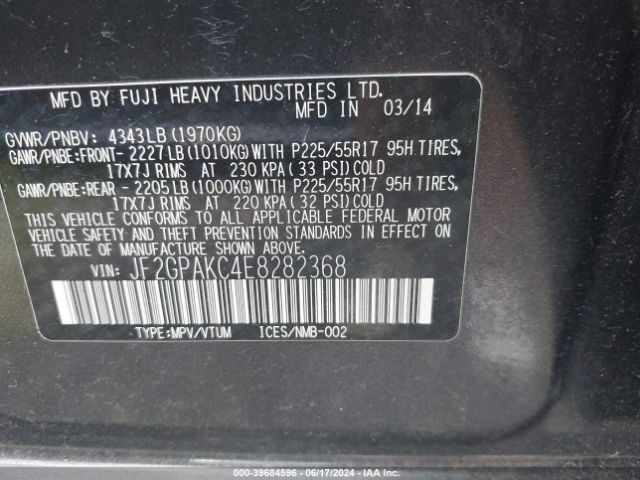 MFD BY FUJI HEAVY INDUSTRIES LTD.
MFD IN 03/14
GVWR/PNBV: 4343LB(1970KG)
GAWR/PNBE:FRONT-2227LB(1010KG)WITH P225/55R17 95H TIRES,
17X7J RIMS AT 230 KPA(33 PSI)COLD
GAWR/PNBE:REAR -2205LB(1000KG)WITH P225/55R17 95H TIRES,
17X7J RIMS AT 220 KPA(32 PSI)COLD
THIS VEHICLE CONFORMS TO ALL APPLICABLE FEDERAL MOTOR
VEHICLE SAFETY AND THEFT PREVENTION STANDARDS IN EFFECT
ON THE DATE OF MANUFACTURE SHOWN ABOVE.
VIN: JF2GPAKC4E8282368
TYPE:MPV/VTUM ICES/NMB-002
000-39684596 - 06/17/2024 - IAA Inc.